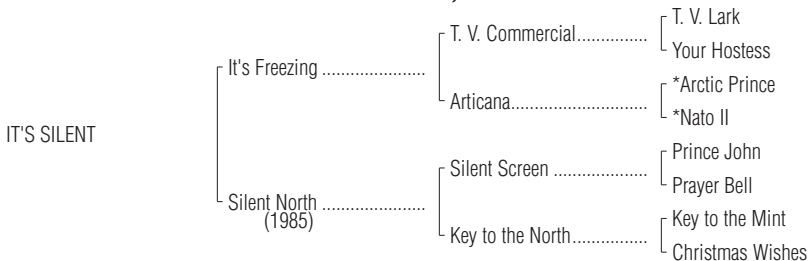 T. V. Lark
T. V. Commercial...............
Your Hostess
It's Freezing ......................
*Arctic Prince
Articana.............................
*Nato II
IT'S SILENT
Prince John
Silent Screen ....................
Prayer Bell
Silent North ......................
(1985)
Key to the Mint
Key to the North................
Christmas Wishes